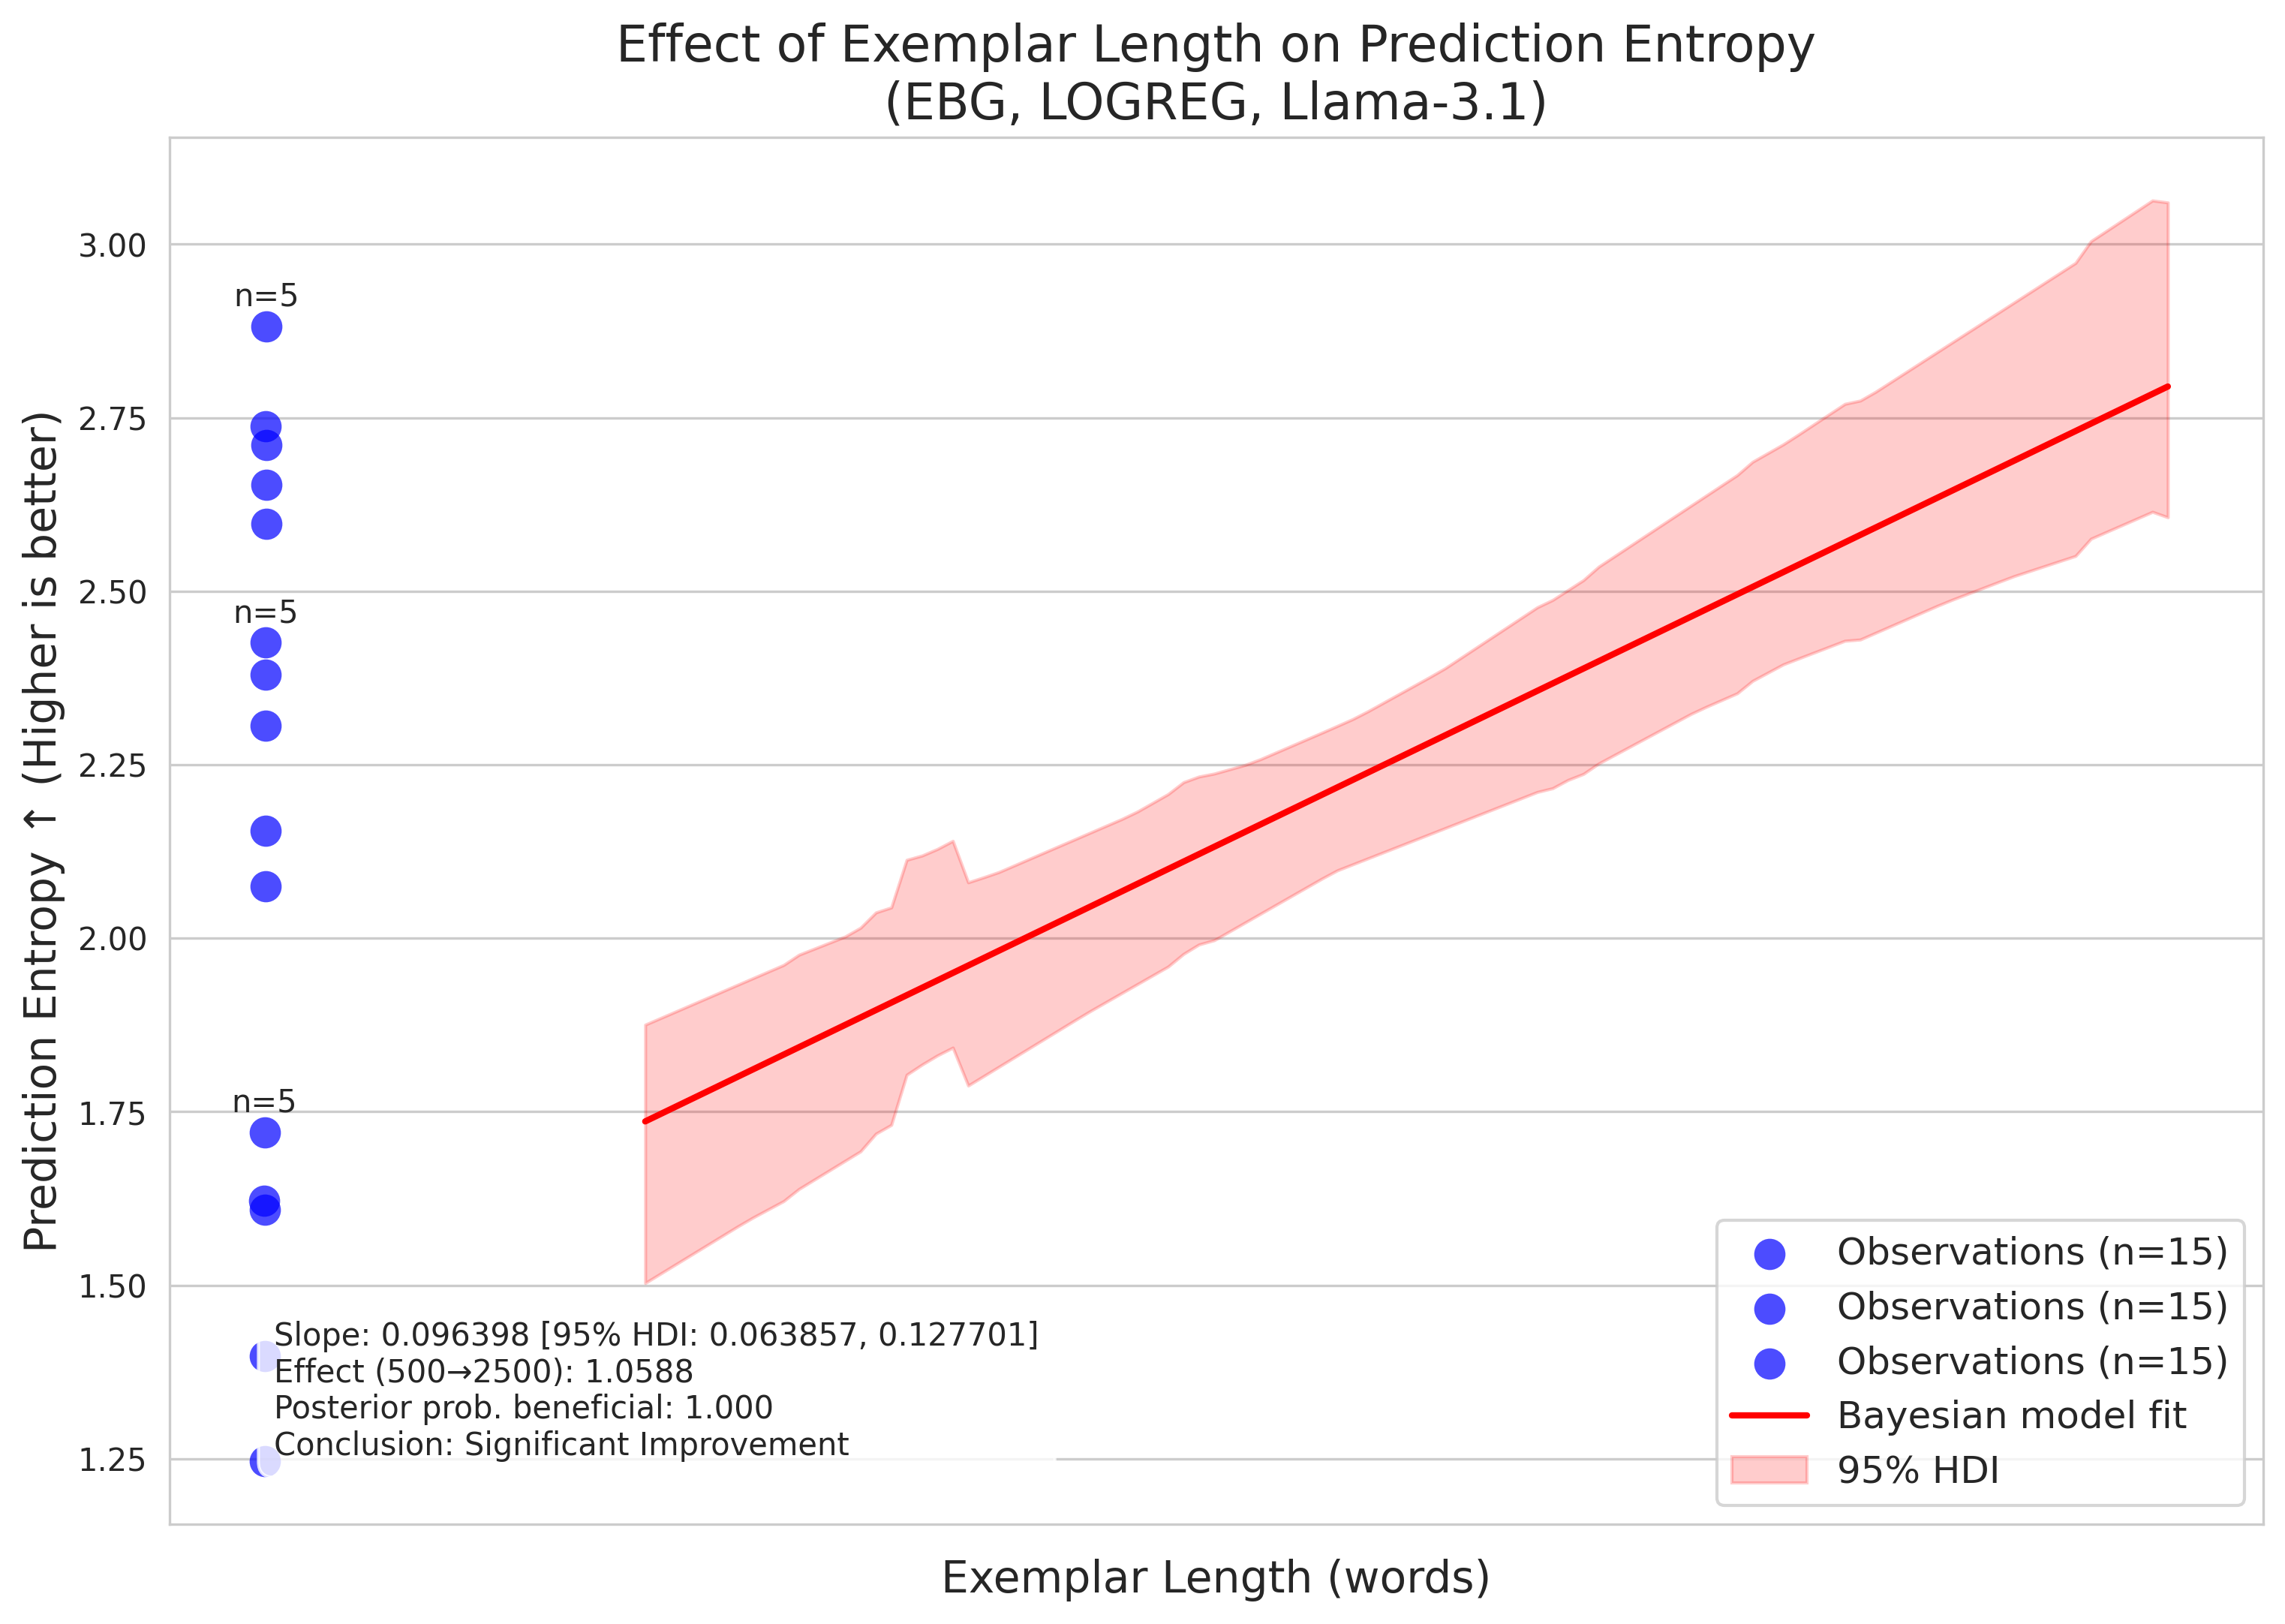 Effect of Exemplar Length on Prediction Entropy
(EBG, LOGREG, Llama-3.1)
Prediction Entropy ↑ (Higher is better)
3.00
2.75
2.50
2.25
2.00
1.75
1.50
1.25
n=5
n=5
n=5
Slope: 0.096398 [95% HDI: 0.063857, 0.127701]
Effect (500→2500): 1.0588
Posterior prob. beneficial: 1.000
Conclusion: Significant Improvement
Observations (n=15)
Observations (n=15)
Observations (n=15)
Bayesian model fit
95% HDI
Exemplar Length (words)